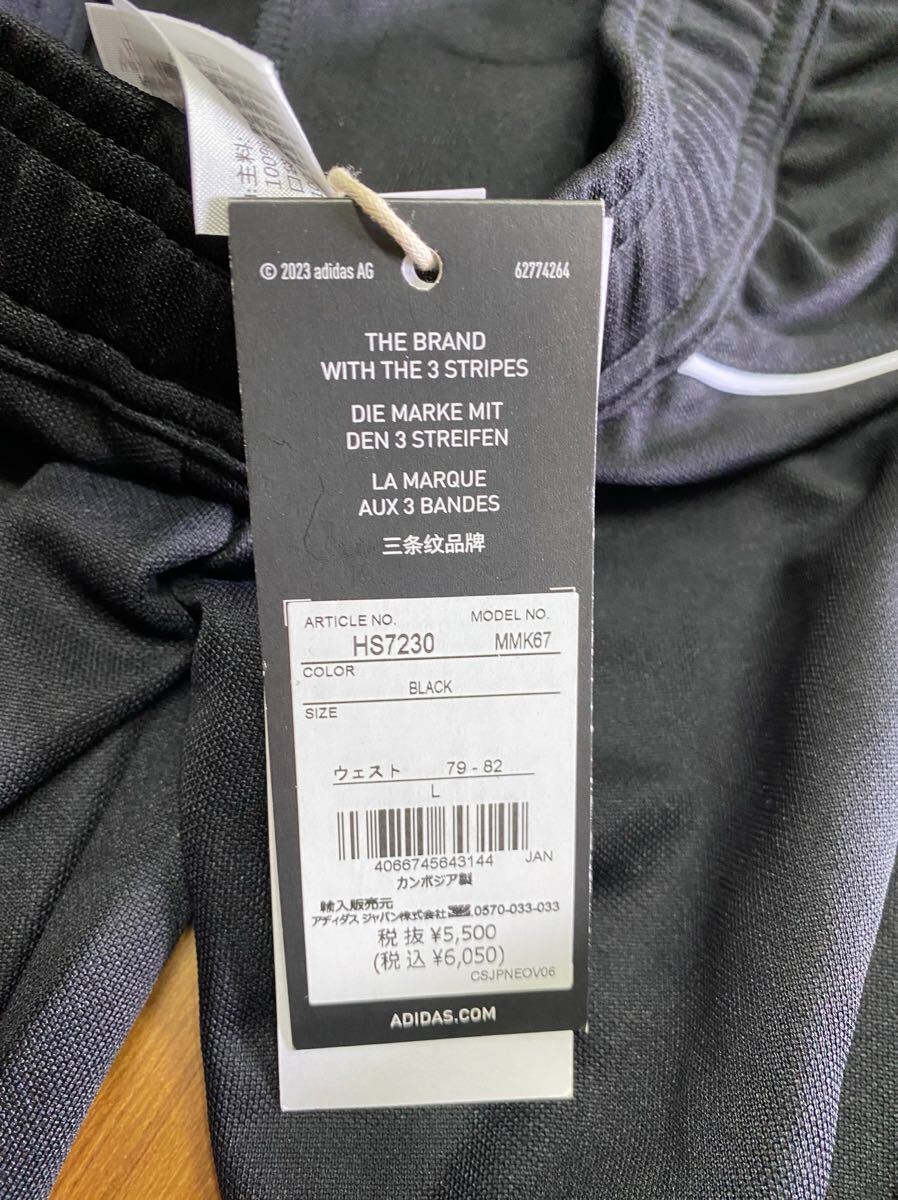 主料
100%
© 2023 adidas AG 62774264
THE BRAND
WITH THE 3 STRIPES
DIE MARKE MIT
DEN 3 STREIFEN
LA MARQUE
AUX 3 BANDES
三条纹品牌
ARTICLE NO. MODEL NO.
HS7230 MMK67
COLOR
BLACK
SIZE
ウェスト 79 - 82
L
4066745643144 JAN
カンボジア製
輸入販売元
アディダス ジャパン株式会社 0570-033-033
税抜 ¥5,500
(税込 ¥6,050)
CSJPNEOV06
ADIDAS.COM